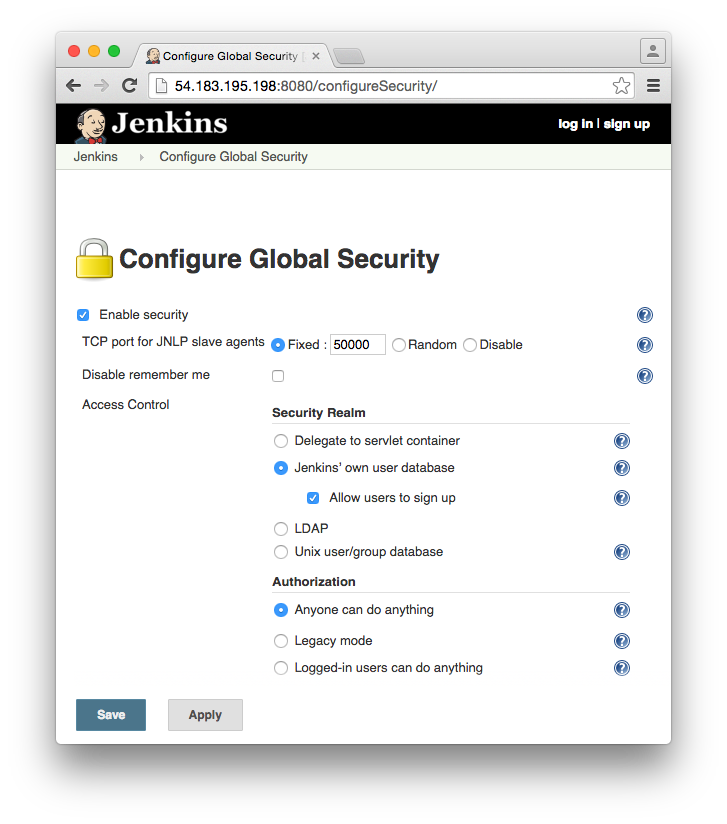 Configure Global Security
54.183.195.198:8080/configureSecurity/
Jenkins
log in | sign up
Jenkins
Configure Global Security
Configure Global Security
Enable security
TCP port for JNLP slave agents Fixed : 50000 Random Disable
Disable remember me
Access Control
Security Realm
Delegate to servlet container
Jenkins' own user database
Allow users to sign up
LDAP
Unix user/group database
Authorization
Anyone can do anything
Legacy mode
Logged-in users can do anything
Save Apply